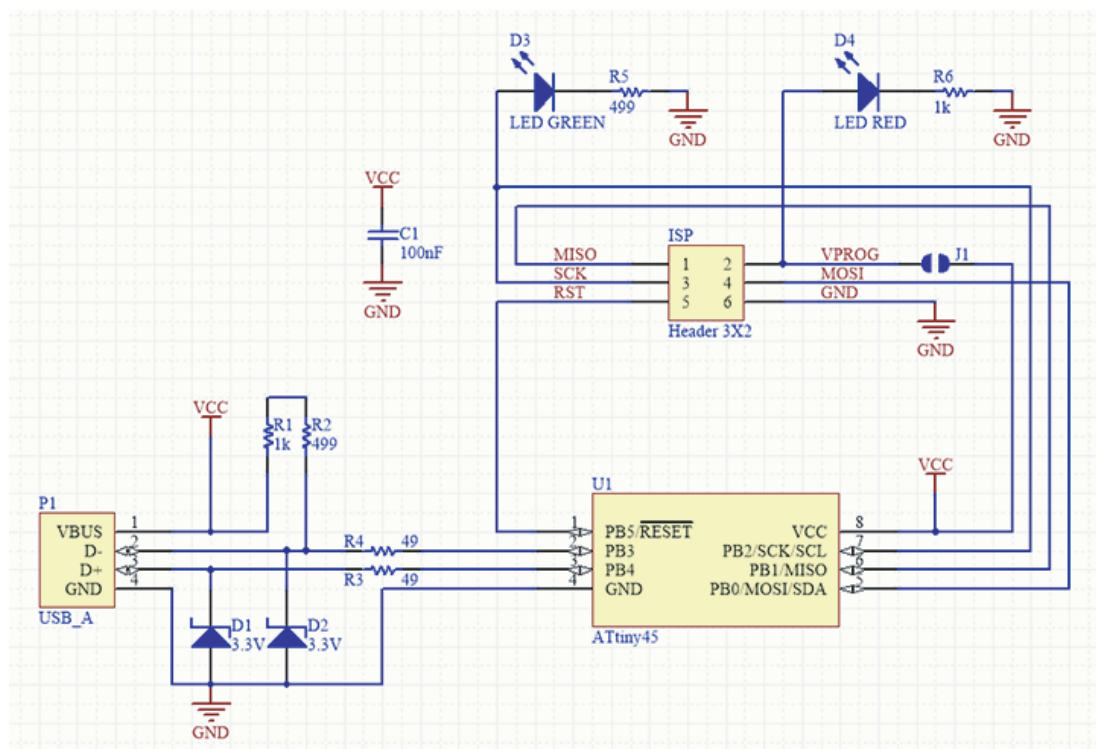 D3
R5
499
LED GREEN
GND
D4
R6
1k
LED RED
GND
VCC
C1
100nF
GND
ISP
MISO 1 2 VPROG J1
SCK 3 4 MOSI
RST 5 6 GND
Header 3X2
GND
VCC
R1
1k
R2
499
VCC
P1
VBUS 1
D- 2
D+ 3
GND 4
USB_A
R4 49
R3 49
D1
3.3V
D2
3.3V
GND
U1
1 PB5/RESET VCC 8
2 PB3 PB2/SCK/SCL 7
3 PB4 PB1/MISO 6
4 GND PB0/MOSI/SDA 5
ATtiny45